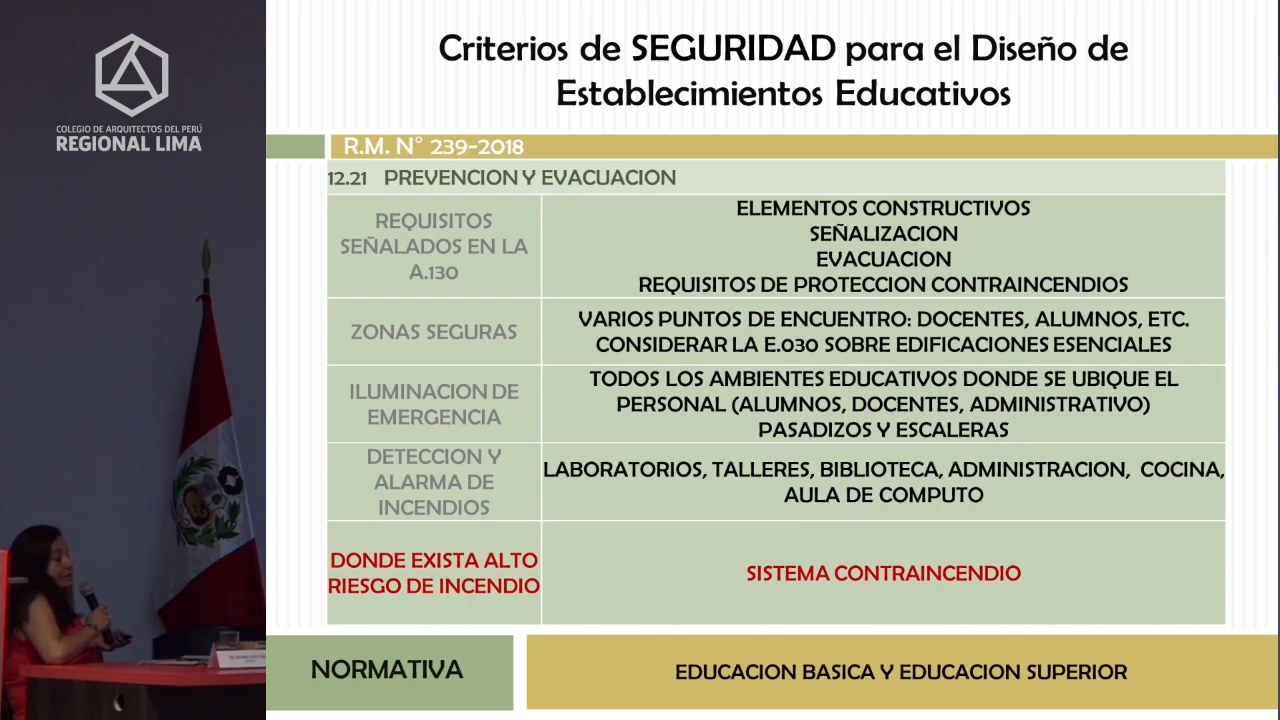 COLEGIO DE ARQUITECTOS DEL PERÚ
REGIONAL LIMA
Criterios de SEGURIDAD para el Diseño de
Establecimientos Educativos
R.M. N° 239-2018
12.21 PREVENCION Y EVACUACION
REQUISITOS
SEÑALADOS EN LA
A.130
ELEMENTOS CONSTRUCTIVOS
SEÑALIZACION
EVACUACION
REQUISITOS DE PROTECCION CONTRAINCENDIOS
ZONAS SEGURAS
VARIOS PUNTOS DE ENCUENTRO: DOCENTES, ALUMNOS, ETC.
CONSIDERAR LA E.030 SOBRE EDIFICACIONES ESENCIALES
ILUMINACION DE
EMERGENCIA
TODOS LOS AMBIENTES EDUCATIVOS DONDE SE UBIQUE EL
PERSONAL (ALUMNOS, DOCENTES, ADMINISTRATIVO)
PASADIZOS Y ESCALERAS
DETECCION Y
ALARMA DE
INCENDIOS
LABORATORIOS, TALLERES, BIBLIOTECA, ADMINISTRACION, COCINA,
AULA DE COMPUTO
DONDE EXISTA ALTO
RIESGO DE INCENDIO
SISTEMA CONTRAINCENDIO
NORMATIVA
EDUCACION BASICA Y EDUCACION SUPERIOR